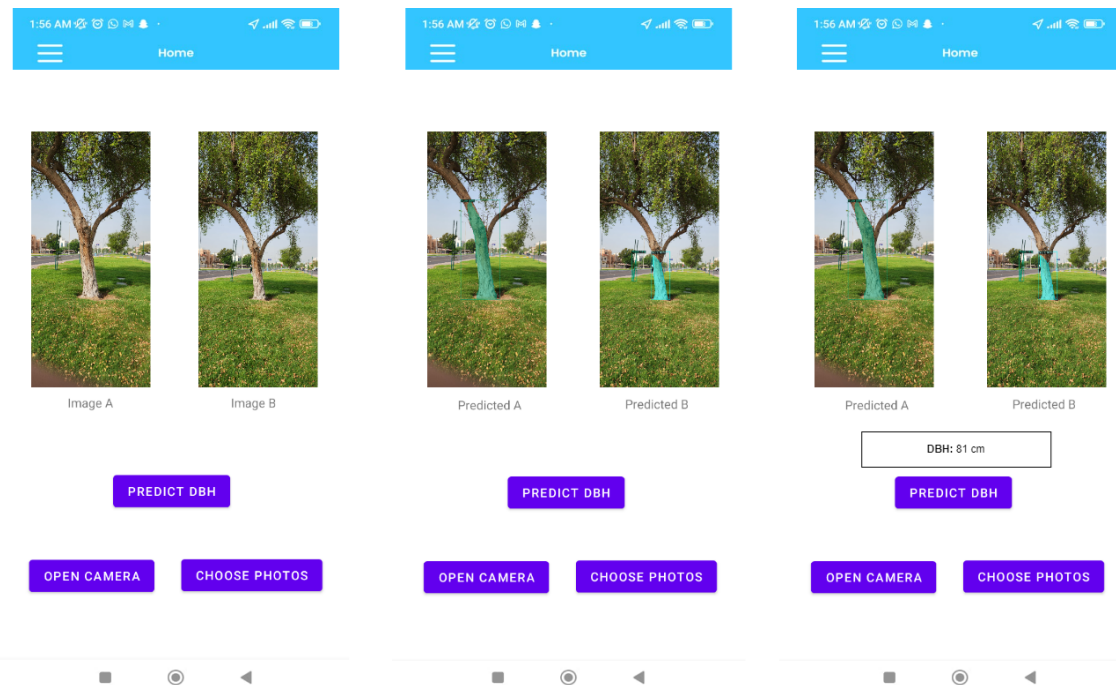 1:56 AM
Home
Image A
Image B
PREDICT DBH
OPEN CAMERA
CHOOSE PHOTOS
1:56 AM
Home
Predicted A
Predicted B
PREDICT DBH
OPEN CAMERA
CHOOSE PHOTOS
1:56 AM
Home
Predicted A
Predicted B
DBH: 81 cm
PREDICT DBH
OPEN CAMERA
CHOOSE PHOTOS